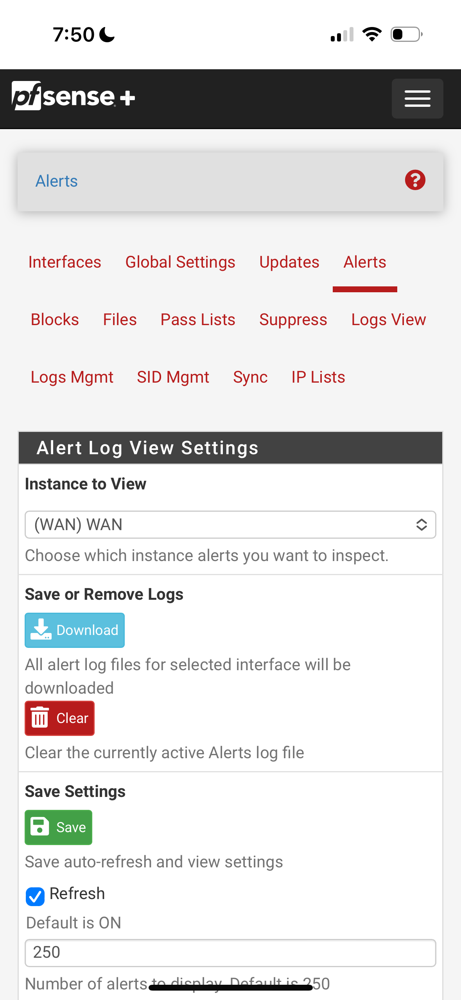 7:50
pfsense+
Alerts
Interfaces Global Settings Updates Alerts
Blocks Files Pass Lists Suppress Logs View
Logs Mgmt SID Mgmt Sync IP Lists
Alert Log View Settings
Instance to View
(WAN) WAN
Choose which instance alerts you want to inspect.
Save or Remove Logs
Download
All alert log files for selected interface will be
downloaded
Clear
Clear the currently active Alerts log file
Save Settings
Save
Save auto-refresh and view settings
Refresh
Default is ON
250
Number of alerts to display. Default is 250